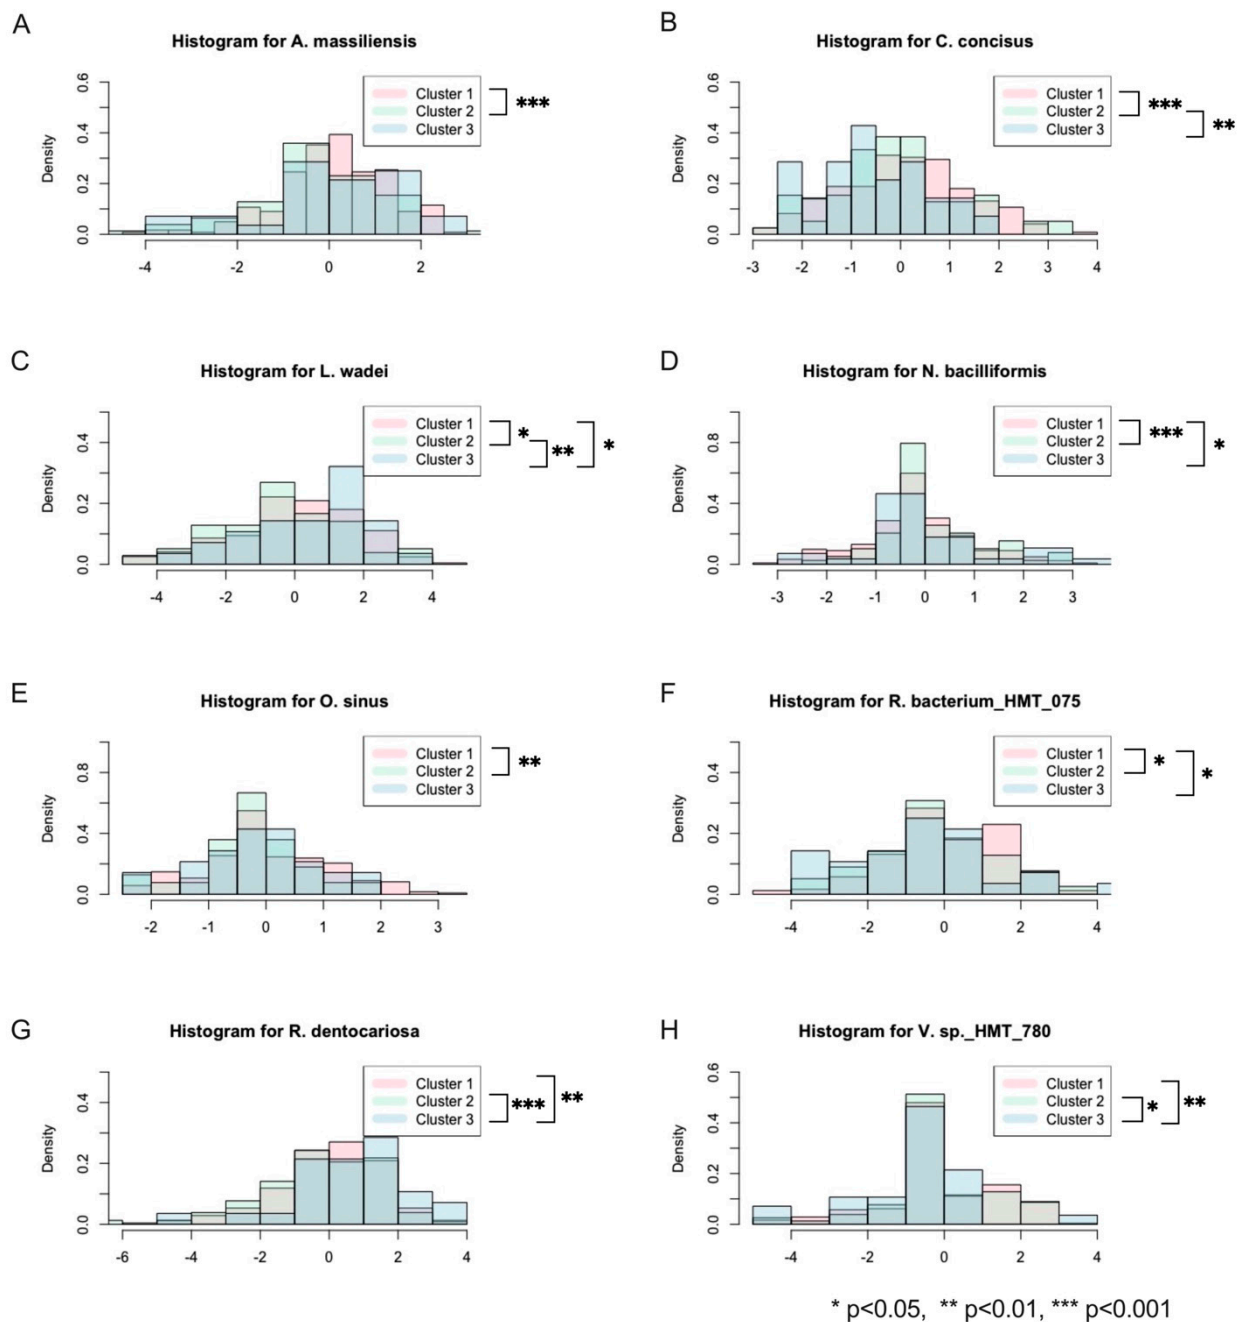 A
Histogram for A. massiliensis
Density
0.0 0.2 0.4 0.6
-4 -2 0 2
Cluster 1
Cluster 2
Cluster 3
***
B
Histogram for C. concisus
Density
0.0 0.2 0.4 0.6
-3 -2 -1 0 1 2 3 4
Cluster 1
Cluster 2
Cluster 3
***
**
C
Histogram for L. wadei
Density
0.0 0.2 0.4
-4 -2 0 2 4
Cluster 1
Cluster 2
Cluster 3
*
**
*
D
Histogram for N. bacilliformis
Density
0.0 0.4 0.8
-3 -2 -1 0 1 2 3
Cluster 1
Cluster 2
Cluster 3
***
*
E
Histogram for O. sinus
Density
0.0 0.4 0.8
-2 -1 0 1 2 3
Cluster 1
Cluster 2
Cluster 3
**
F
Histogram for R. bacterium_HMT_075
Density
0.0 0.2 0.4
-4 -2 0 2 4
Cluster 1
Cluster 2
Cluster 3
*
*
G
Histogram for R. dentocariosa
Density
0.0 0.2 0.4
-6 -4 -2 0 2 4
Cluster 1
Cluster 2
Cluster 3
***
**
H
Histogram for V. sp._HMT_780
Density
0.0 0.2 0.4 0.6
-4 -2 0 2 4
Cluster 1
Cluster 2
Cluster 3
*
**
* p<0.05, ** p<0.01, *** p<0.001